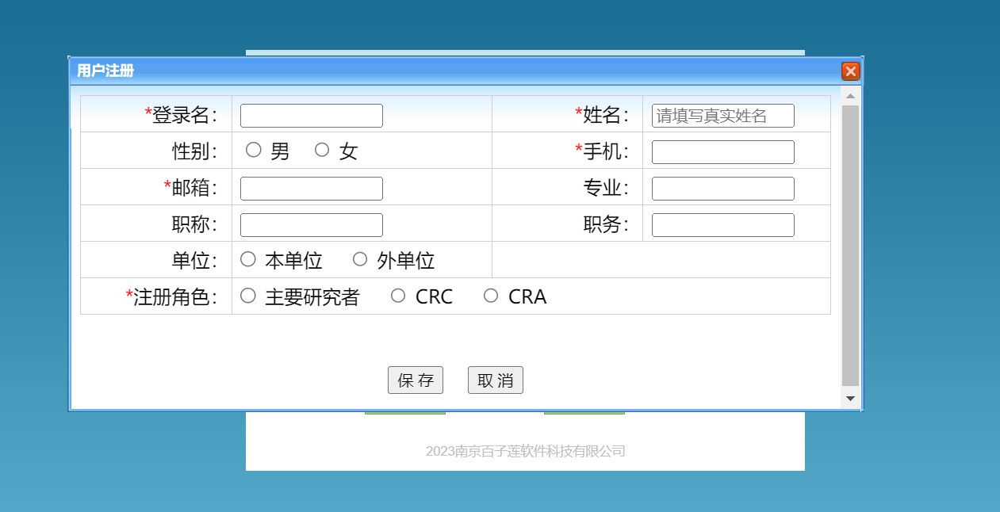 用户注册
*登录名： *姓名： 请填写真实姓名
性别： 男 女 *手机：
*邮箱： 专业：
职称： 职务：
单位： 本单位 外单位
*注册角色： 主要研究者 CRC CRA
保 存 取 消
2023南京百子莲软件科技有限公司